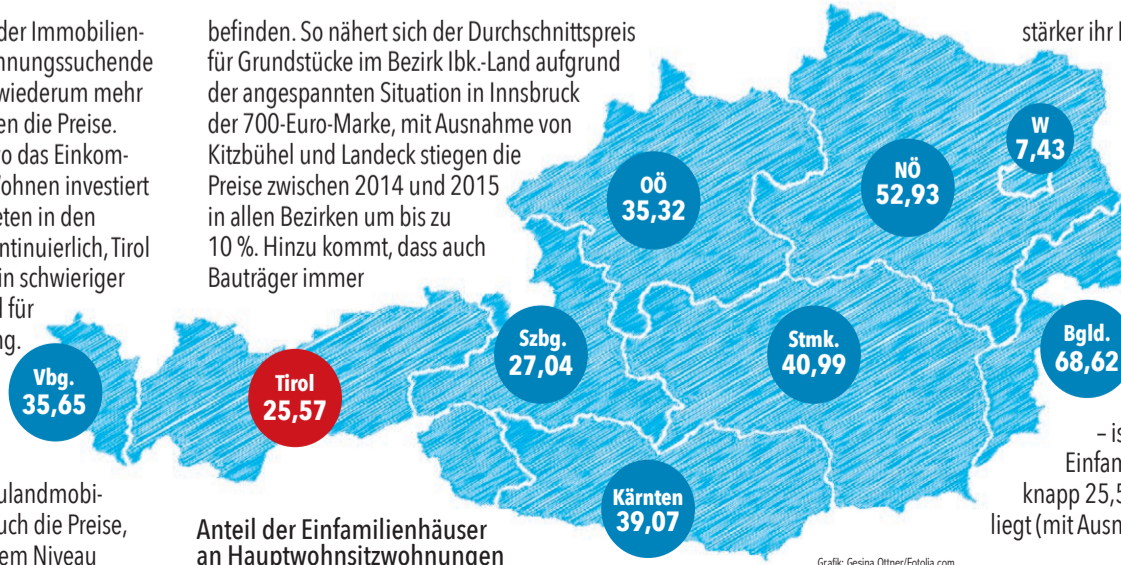 der Immobilien-
hnungssuchende
wiederum mehr
en die Preise.
o das Einkom-
Wohnen investiert
eten in den
ontinuierlich, Tirol
in schwieriger
d für
ng.
ulandmobi-
uch die Preise,
em Niveau
befinden. So nähert sich der Durchschnittspreis
für Grundstücke im Bezirk Ibk.-Land aufgrund
der angespannten Situation in Innsbruck
der 700-Euro-Marke, mit Ausnahme von
Kitzbühel und Landeck stiegen die
Preise zwischen 2014 und 2015
in allen Bezirken um bis zu
10 %. Hinzu kommt, dass auch
Bauträger immer
stärker ihr
W
7,43
OÖ
35,32
NÖ
52,93
Szbg.
27,04
Stmk.
40,99
Bgld.
68,62
Vbg.
35,65
Tirol
25,57
Kärnten
39,07
Anteil der Einfamilienhäuser
an Hauptwohnsitzwohnungen
– is
Einfan
knapp 25,5
liegt (mit Ausn
Grafik: Gesina Ottner/Fotolia.com